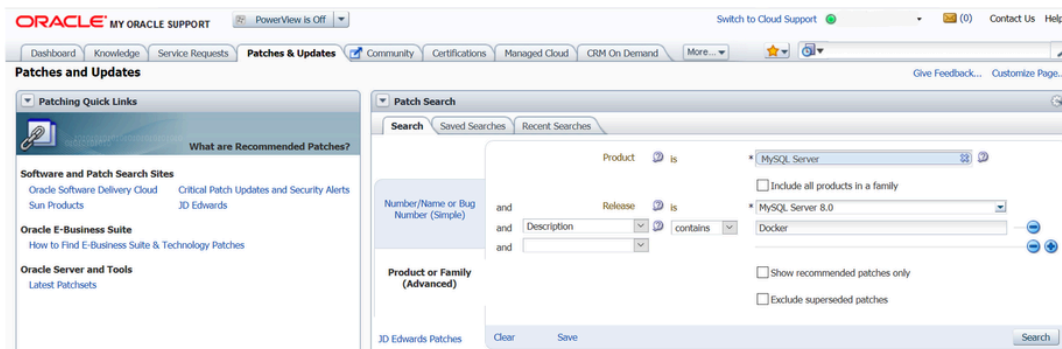 ORACLE MY ORACLE SUPPORT PowerView is Off Switch to Cloud Support (0) Contact Us Help
Dashboard Knowledge Service Requests Patches & Updates Community Certifications Managed Cloud CRM On Demand More...
Patches and Updates Give Feedback... Customize Page...
Patching Quick Links
What are Recommended Patches?
Software and Patch Search Sites
Oracle Software Delivery Cloud Critical Patch Updates and Security Alerts
Sun Products JD Edwards
Oracle E-Business Suite
How to Find E-Business Suite & Technology Patches
Oracle Server and Tools
Latest Patchsets
Patch Search
Search Saved Searches Recent Searches
Number/Name or Bug
Number (Simple)
Product or Family
(Advanced)
JD Edwards Patches
Product is * MySQL Server
Include all products in a family
and Release is * MySQL Server 8.0
and Description contains Docker
and
Show recommended patches only
Exclude superseded patches
Clear Save Search